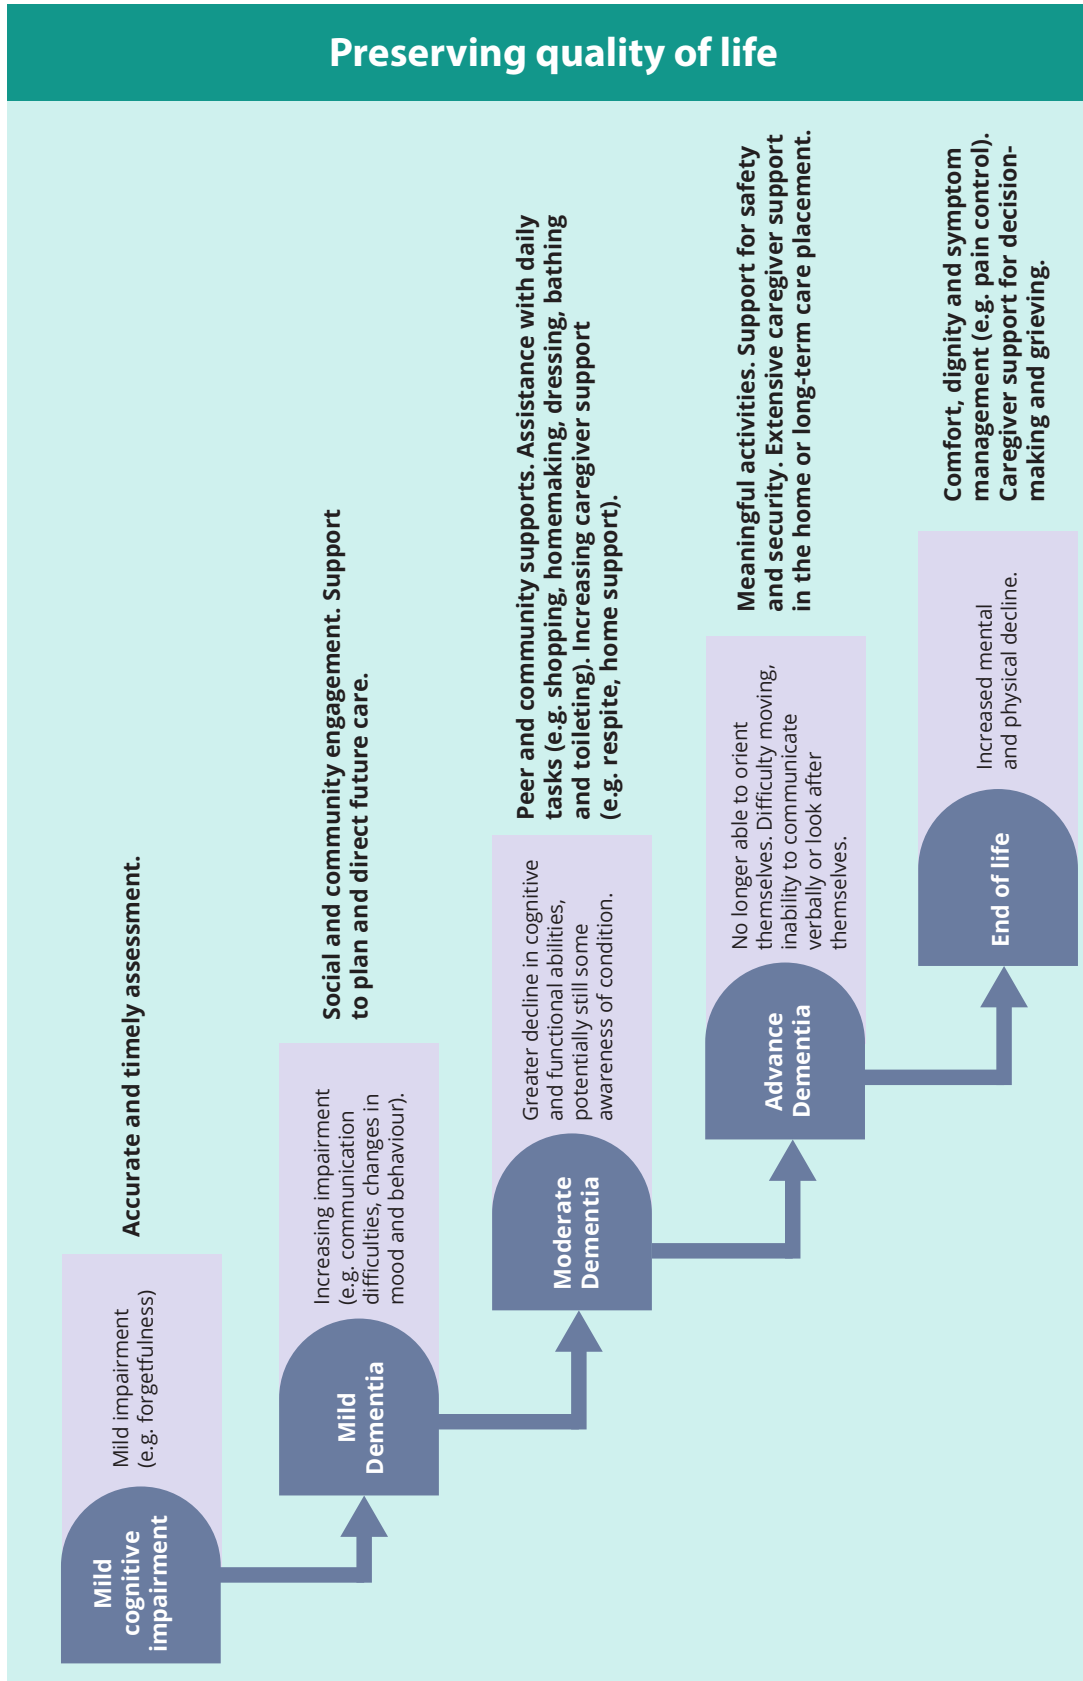 Preserving quality of life
Mild
cognitive
impairment
Mild impairment
(e.g. forgetfulness)
Accurate and timely assessment.
Mild
Dementia
Increasing impairment
(e.g. communication
difficulties, changes in
mood and behaviour).
Social and community engagement. Support
to plan and direct future care.
Moderate
Dementia
Greater decline in cognitive
and functional abilities,
potentially still some
awareness of condition.
Peer and community supports. Assistance with daily
tasks (e.g. shopping, homemaking, dressing, bathing
and toileting). Increasing caregiver support
(e.g. respite, home support).
Advance
Dementia
No longer able to orient
themselves. Difficulty moving,
inability to communicate
verbally or look after
themselves.
Meaningful activities. Support for safety
and security. Extensive caregiver support
in the home or long-term care placement.
End of life
Increased mental
and physical decline.
Comfort, dignity and symptom
management (e.g. pain control).
Caregiver support for decision-
making and grieving.